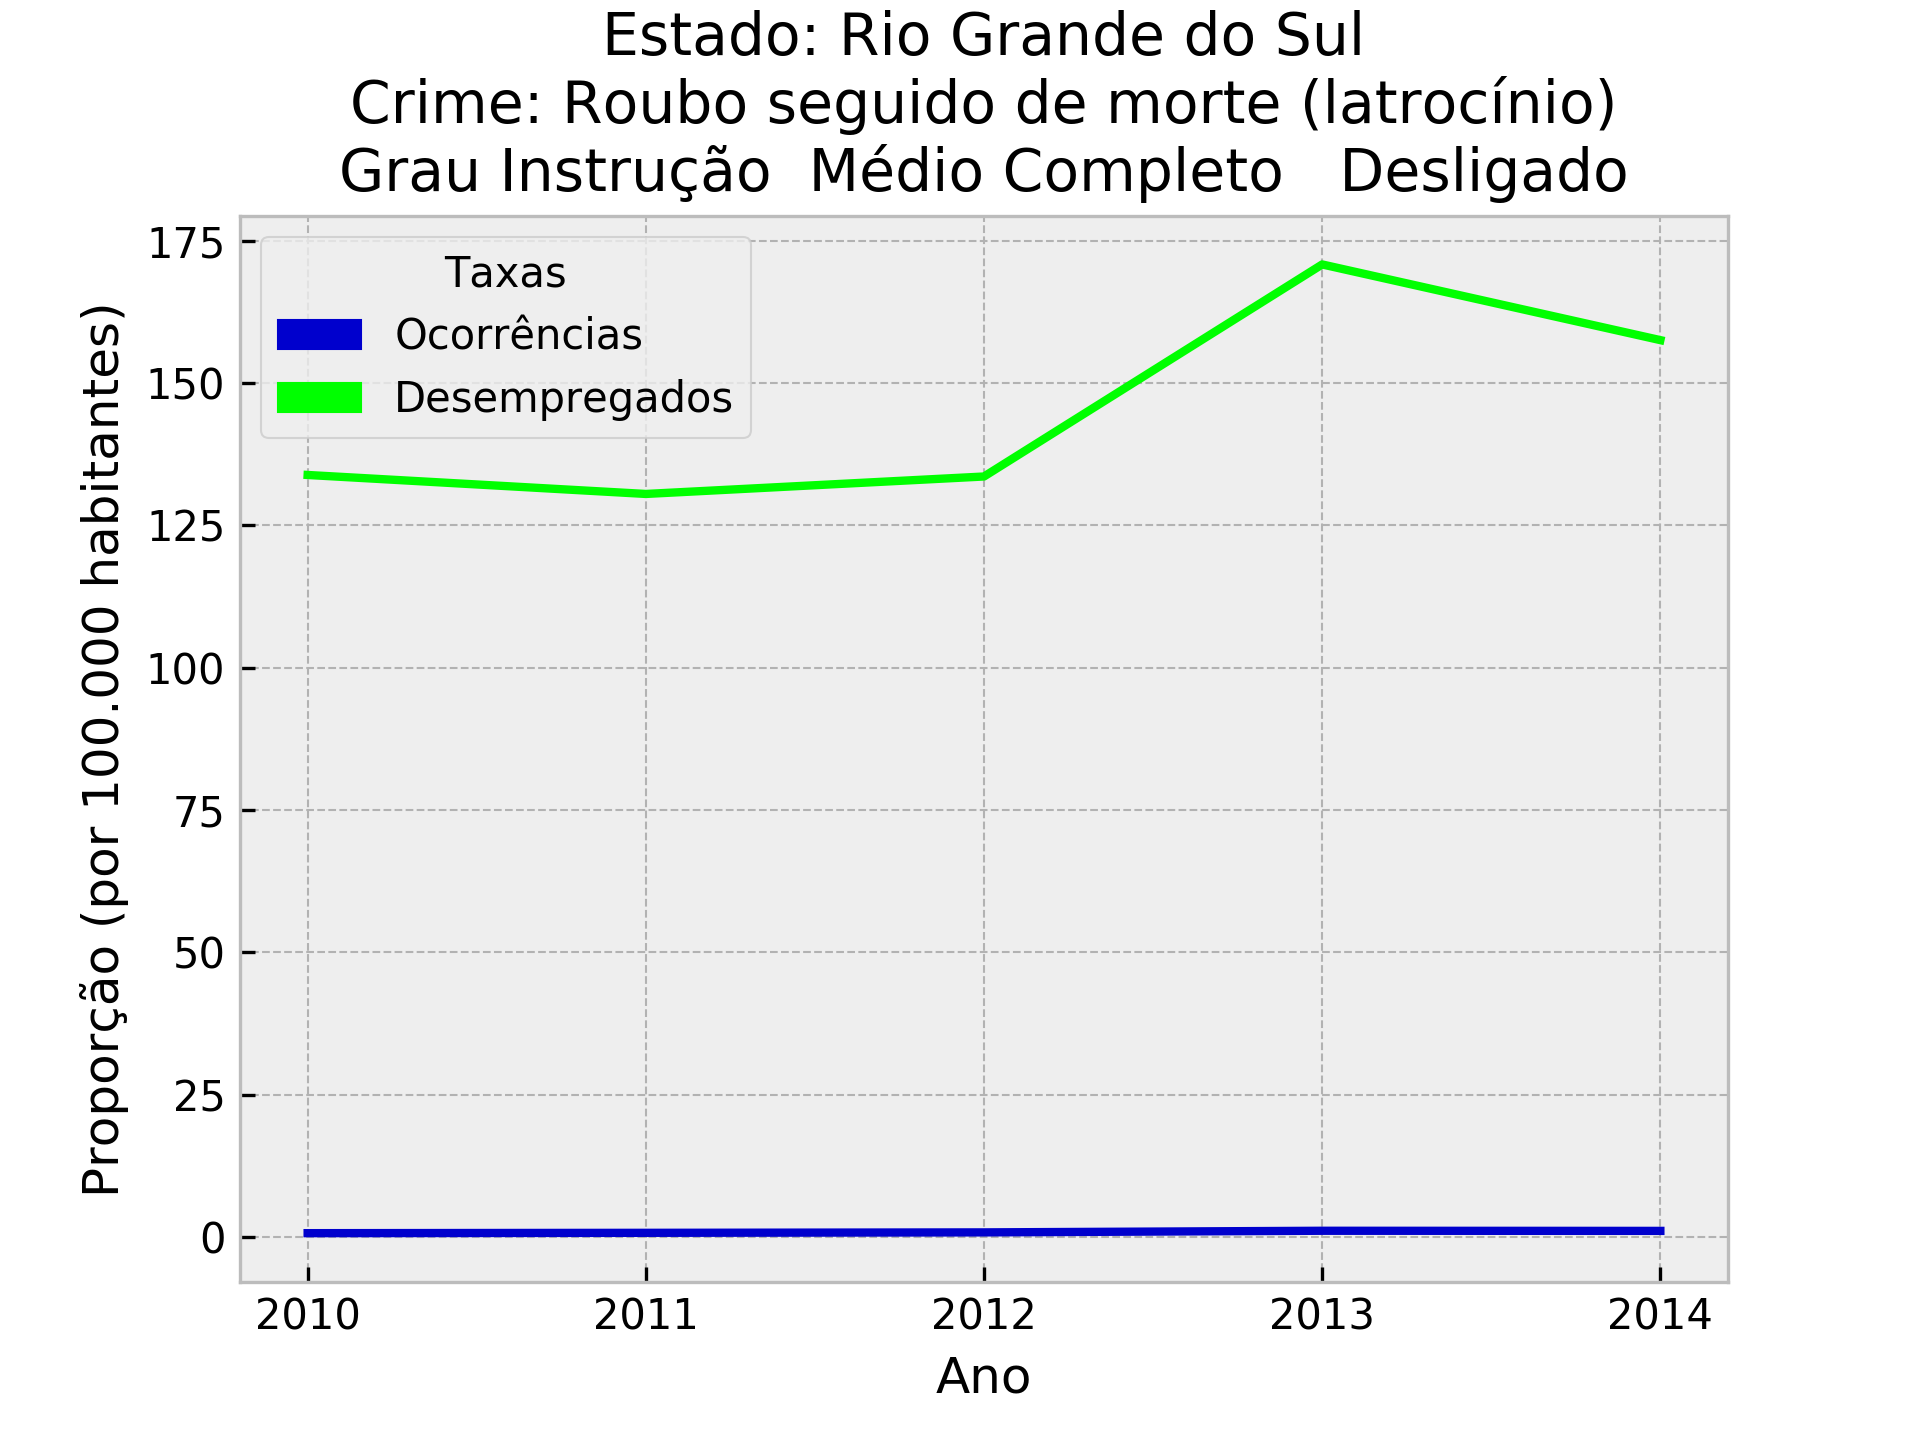 Estado: Rio Grande do Sul
Crime: Roubo seguido de morte (latrocínio)
Grau Instrução  Médio Completo   Desligado
Taxas
Ocorrências
Desempregados
Proporção (por 100.000 habitantes)
175
150
125
100
75
50
25
0
2010
2011
2012
2013
2014
Ano